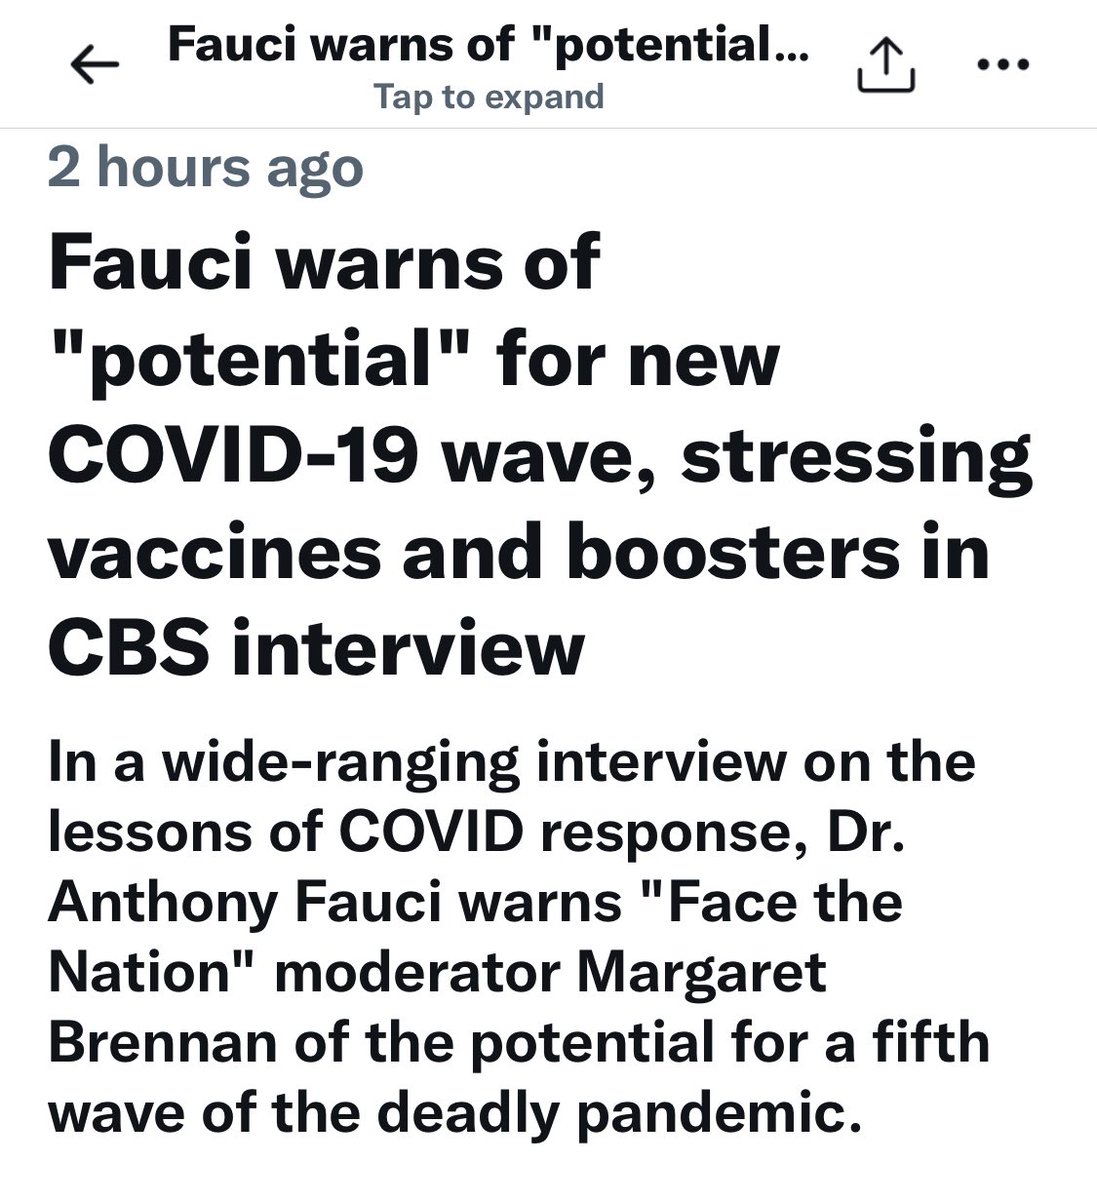 Fauci warns of "potential...
Tap to expand
2 hours ago
Fauci warns of
"potential" for new
COVID-19 wave, stressing
vaccines and boosters in
CBS interview
In a wide-ranging interview on the
lessons of COVID response, Dr.
Anthony Fauci warns "Face the
Nation" moderator Margaret
Brennan of the potential for a fifth
wave of the deadly pandemic.